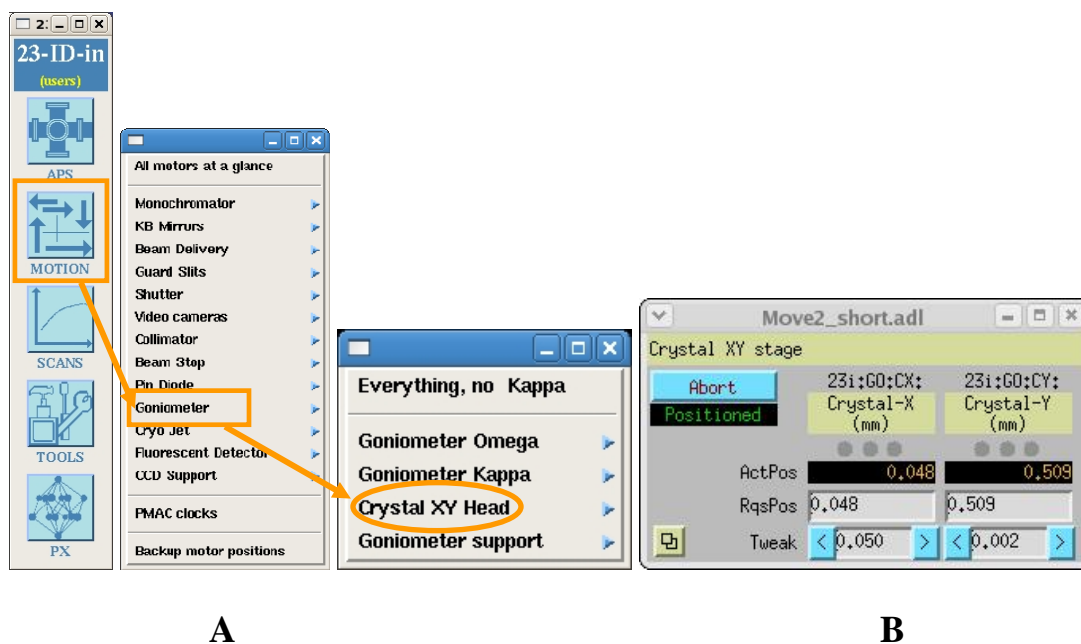 2:
23-ID-in
(users)
APS
MOTION
SCANS
TOOLS
PX
All motors at a glance
Monochromator
KB Mirrors
Beam Delivery
Guard Slits
Shutter
Video cameras
Collimator
Beam Stop
Pin Diode
Goniometer
Cryo Jet
Fluorescent Detector
CCD Support
PMAC clocks
Backup motor positions
Everything, no Kappa
Goniometer Omega
Goniometer Kappa
Crystal XY Head
Goniometer support
Move2_short.adl
Crystal XY stage
Abort 23i:GO:CX: 23i:GO:CY:
Positioned Crystal-X Crystal-Y
(mm) (mm)
ActPos 0.048 0.509
RqsPos 0.048 0.509
Tweak < 0.050 > < 0.002 >
A B